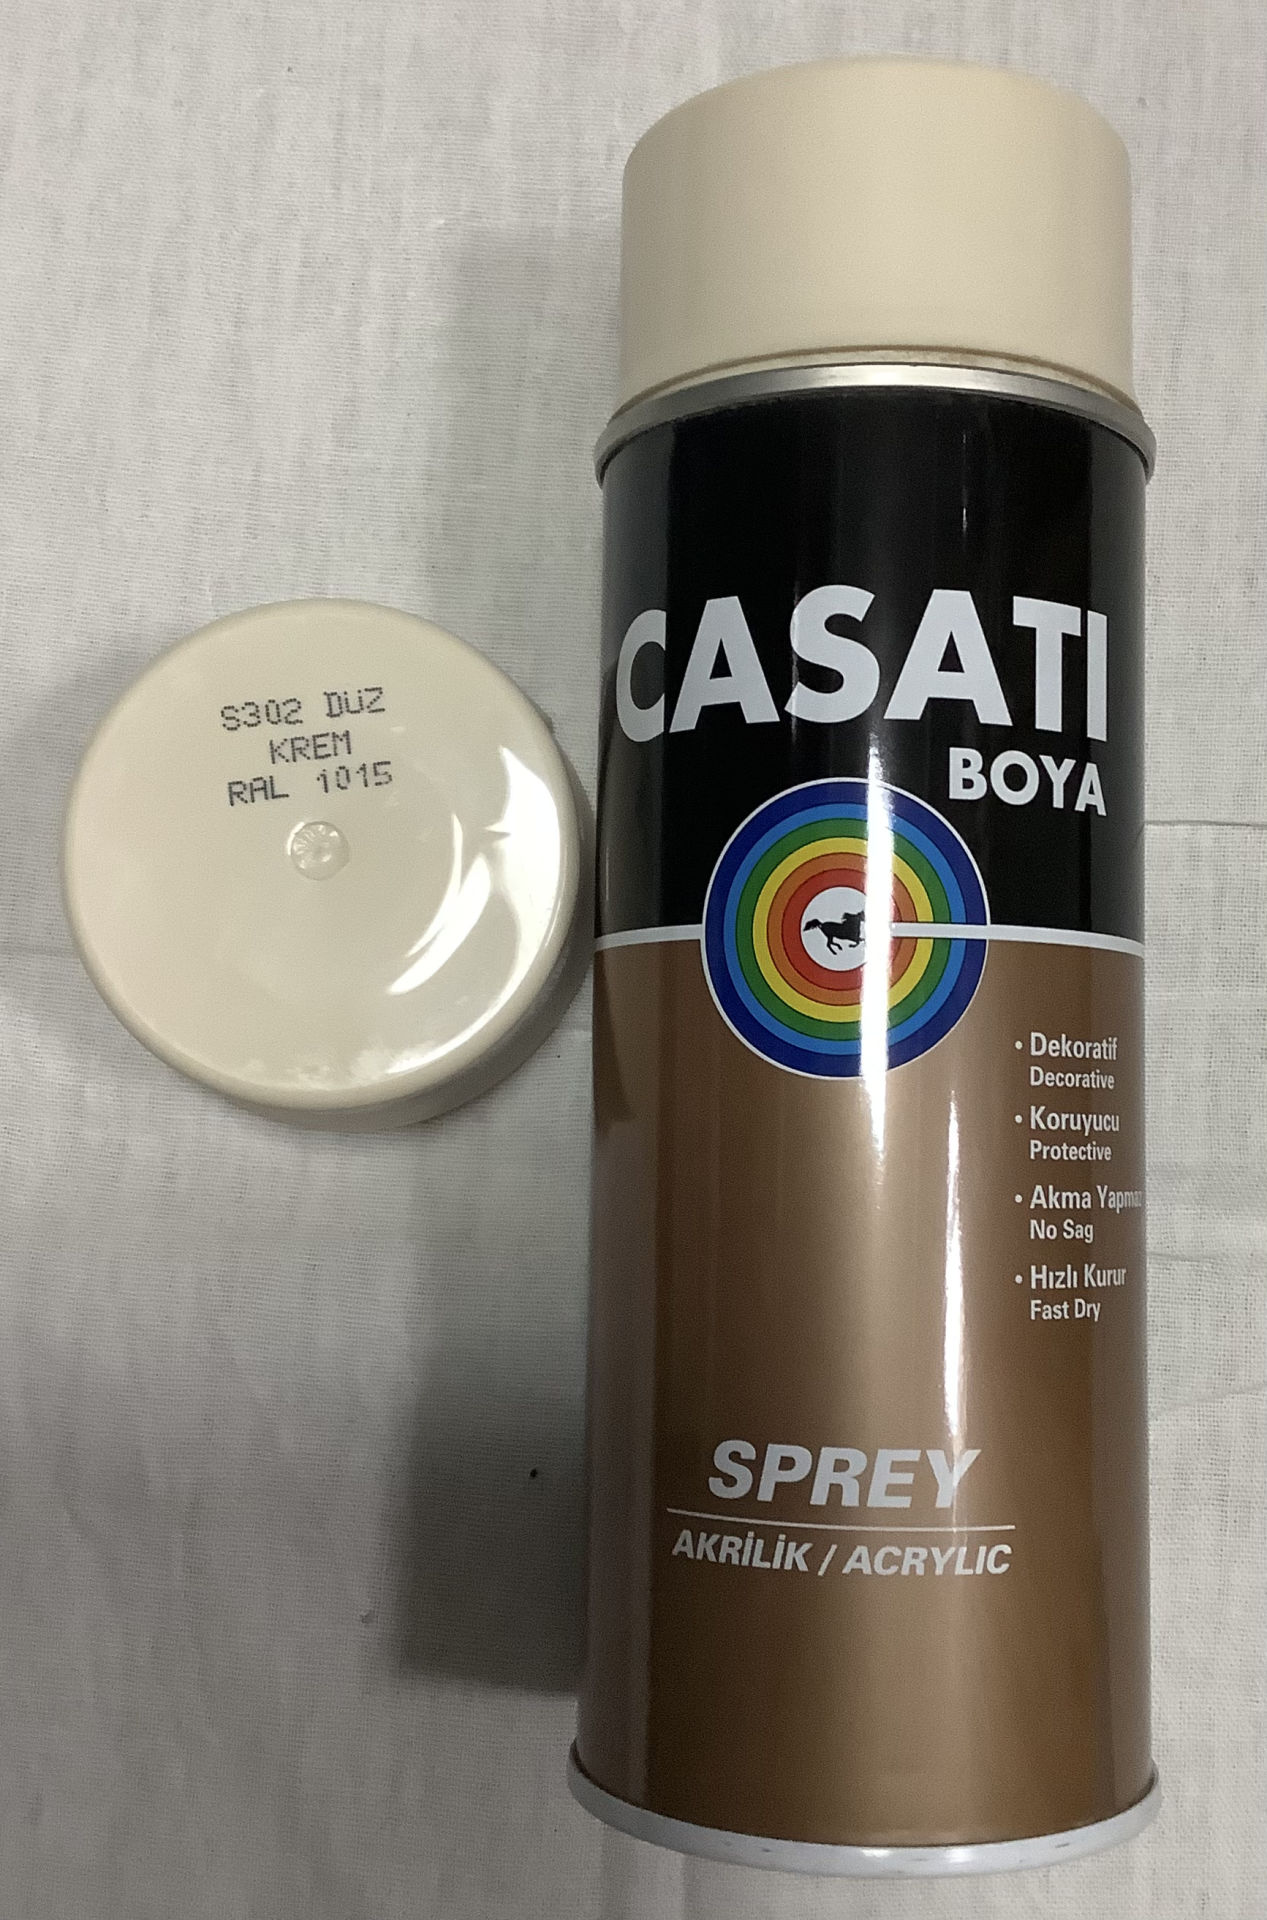 S302 DÜZ
KREM
RAL 1015
CASATI
BOYA
• Dekoratif
Decorative
• Koruyucu
Protective
• Akma Yapmaz
No Sag
• Hızlı Kurur
Fast Dry
SPREY
AKRİLİK / ACRYLIC